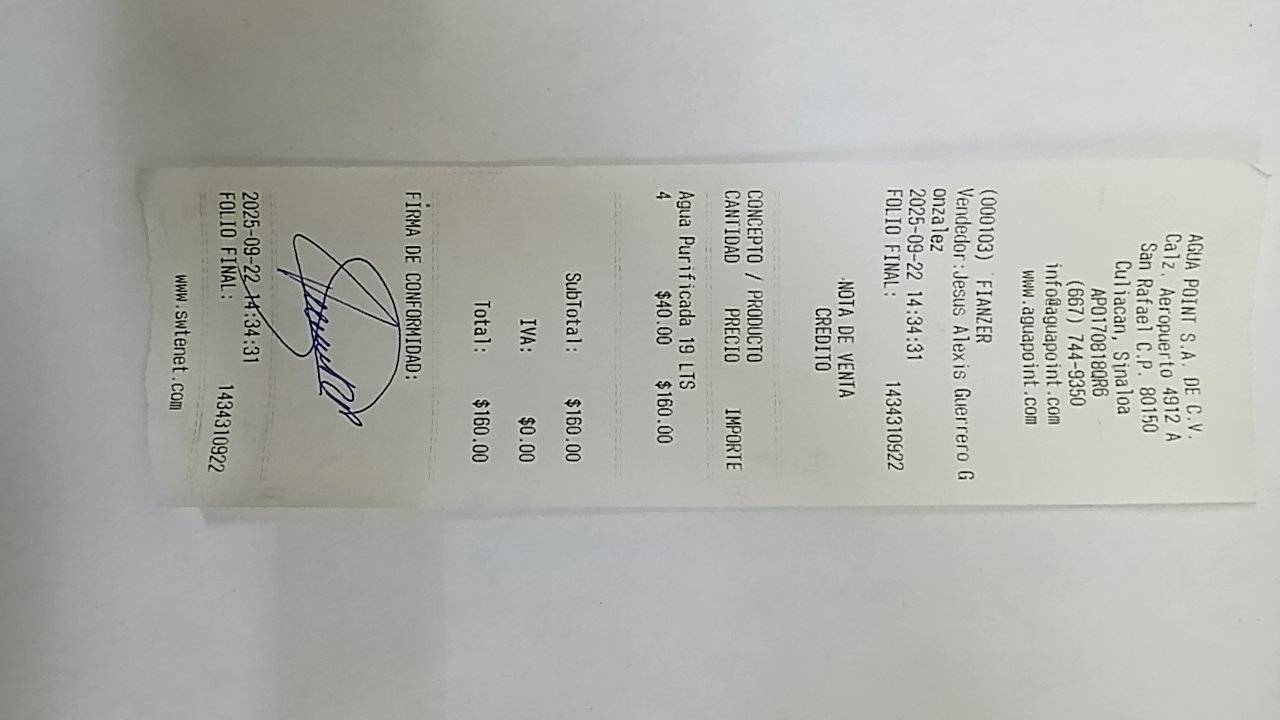 AGUA POINT S.A. DE C.V.
Calz. Aeropuerto 4912 A
San Rafael C.P. 80150
Culiacan, Sinaloa
APO170818QR6
(667) 744-9350
info@aguapoint.com
www.aguapoint.com
(000103) FIANZER
Vendedor:Jesus Alexis Guerrero G
onzalez
2025-09-22 14:34:31
FOLIO FINAL: 1434310922
NOTA DE VENTA
CREDITO
CONCEPTO / PRODUCTO
CANTIDAD PRECIO IMPORTE
Agua Purificada 19 LTS
4 $40.00 $160.00
SubTotal: $160.00
IVA: $0.00
Total: $160.00
FIRMA DE CONFORMIDAD:
2025-09-22 14:34:31
FOLIO FINAL: 1434310922
www.swtenet.com